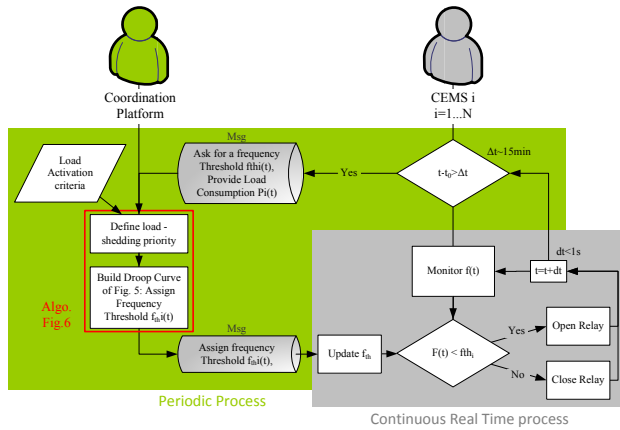 Coordination
Platform
CEMS i
i=1...N
Msg
Δt~15min
Load
Activation
criteria
Ask for a frequency
Threshold fthi(t),
Provide Load
Consumption Pi(t)
Yes
t-t₀>Δt
Define load -
shedding priority
Build Droop Curve
of Fig. 5: Assign
Frequency
Threshold fₜₕi(t)
Algo.
Fig.6
Monitor f(t)
dt<1s
t=t+dt
Msg
Assign frequency
Threshold fₜₕi(t),
Update fₜₕ
F(t) < fthᵢ
Yes
Open Relay
No
Close Relay
Periodic Process
Continuous Real Time process